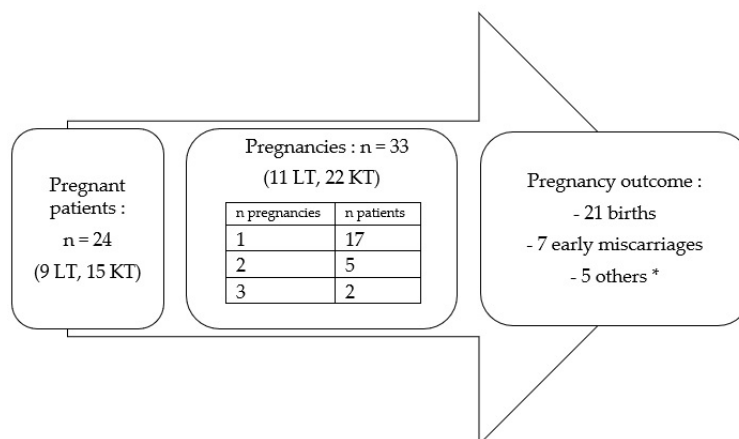 Pregnant
patients :
n = 24
(9 LT, 15 KT)
Pregnancies : n = 33
(11 LT, 22 KT)
n pregnancies n patients
1 17
2 5
3 2
Pregnancy outcome :
- 21 births
- 7 early miscarriages
- 5 others *